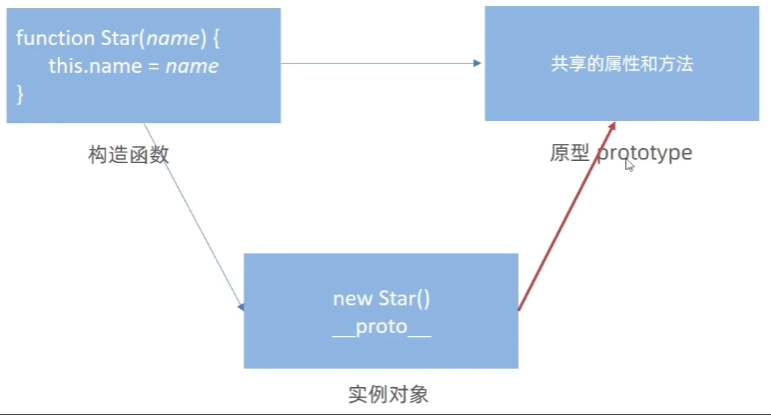 function Star(name) {
this.name = name
}
共享的属性和方法
构造函数
原型 prototype
new Star()
__proto__
实例对象